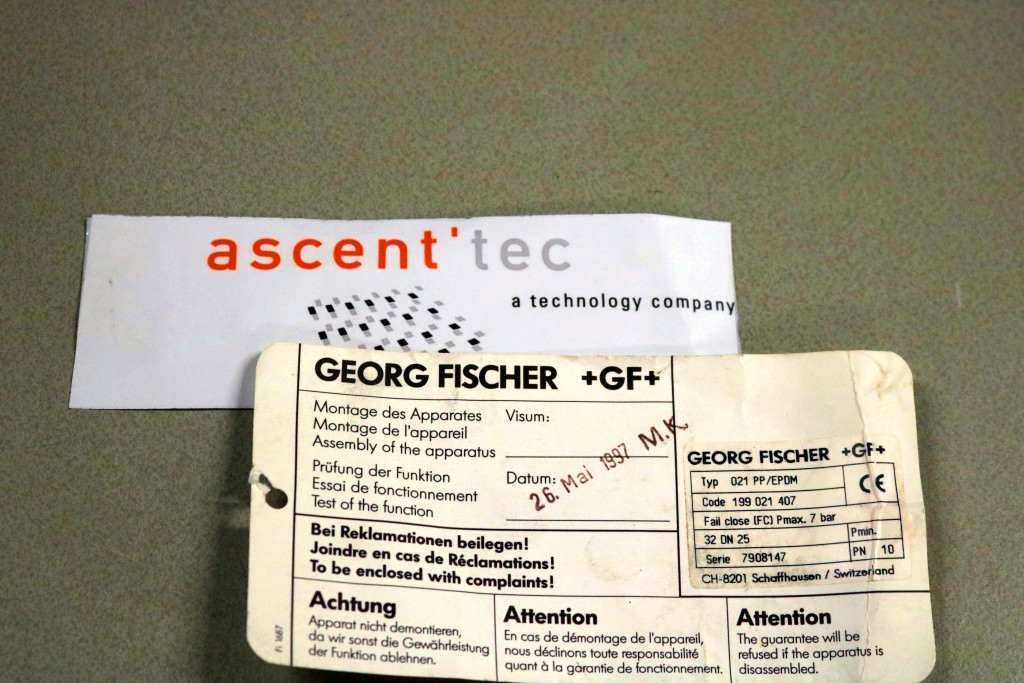 ascent'tec
a technology company
GEORG FISCHER +GF+
Montage des Apparates
Montage de l'appareil
Assembly of the apparatus
Visum:
Prüfung der Funktion
Essai de fonctionnement
Test of the function
Datum:
26. Mai 1997 M.K.
Bei Reklamationen beilegen!
Joindre en cas de Réclamations!
To be enclosed with complaints!
GEORG FISCHER +GF+
Typ 021 PP/EPDM
CE
Code 199 021 407
Fail close (FC) Pmax. 7 bar
32 DN 25
Pmin.
Serie 7908147
PN 10
CH-8201 Schaffhausen / Switzerland
Achtung
Apparat nicht demontieren,
da wir sonst die Gewährleistung
der Funktion ablehnen.
Attention
En cas de démontage de l'appareil,
nous déclinons toute responsabilité
quant à la garantie de fonctionnement.
Attention
The guarantee will be
refused if the apparatus is
disassembled.
Fi 1667